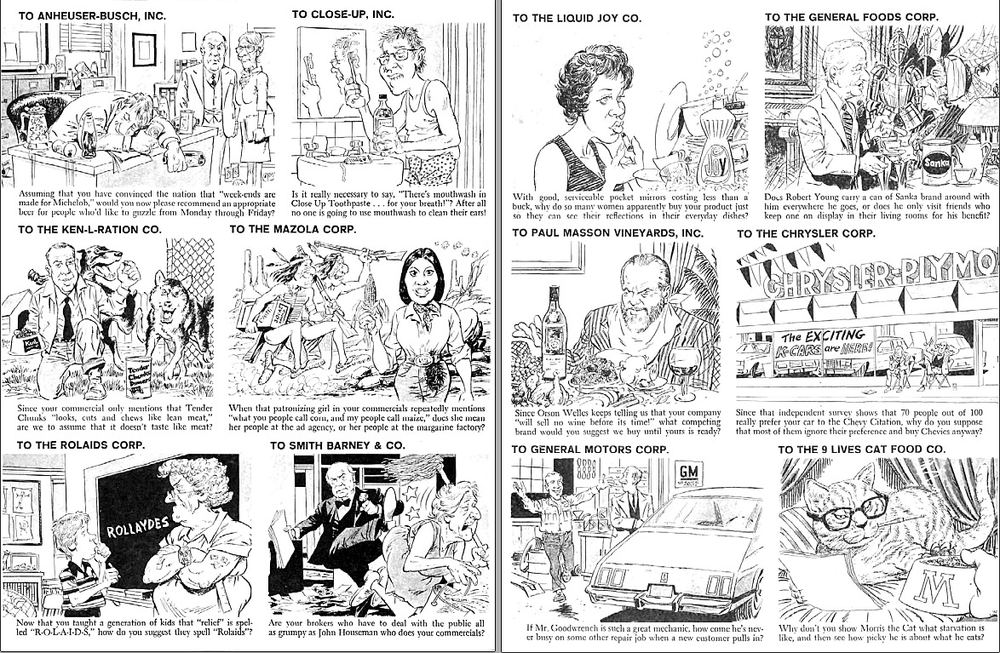 TO ANHEUSER-BUSCH, INC.
Assuming that you have convinced the nation that "week-ends are
made for Michelob," would you now please recommend an appropriate
beer for people who'd like to guzzle from Monday through Friday?
TO CLOSE-UP, INC.
Is it really necessary to say, "There's mouthwash in
Close Up Toothpaste . . . for your breath!"? After all
no one is going to use mouthwash to clean their ears!
TO THE KEN-L-RATION CO.
Tender
Chunks
Since your commercial only mentions that Tender
Chunks "looks, cuts and chews like lean meat,"
are we to assume that it doesn't taste like meat?
TO THE MAZOLA CORP.
When that patronizing girl in your commercials repeatedly mentions
"what you people call corn, and my people call maize," does she mean
her people at the ad agency, or her people at the margarine factory?
TO THE ROLAIDS CORP.
ROLLAYDES
Now that you taught a generation of kids that "relief" is spel-
led "R-O-L-A-I-D-S," how do you suggest they spell "Rolaids"?
TO SMITH BARNEY & CO.
Are your brokers who have to deal with the public all
as grumpy as John Houseman who does your commercials?
TO THE LIQUID JOY CO.
JOY
With good, serviceable pocket mirrors costing less than a
buck, why do so many women apparently buy your product just
so they can see their reflections in their everyday dishes?
TO THE GENERAL FOODS CORP.
Sanka
Does Robert Young carry a can of Sanka brand around with
him everywhere he goes, or does he only visit friends who
keep one on display in their living rooms for his benefit?
TO PAUL MASSON VINEYARDS, INC.
Since Orson Welles keeps telling us that your company
"will sell no wine before its time!" what competing
brand would you suggest we buy until yours is ready?
TO THE CHRYSLER CORP.
CHRYSLER-PLYMO
The EXCITING
K-CARS are HERE!
Since that independent survey shows that 70 people out of 100
really prefer your car to the Chevy Citation, why do you suppose
that most of them ignore their preference and buy Chevies anyway?
TO GENERAL MOTORS CORP.
GM
If Mr. Goodwrench is such a great mechanic, how come he's nev-
er busy on some other repair job when a new customer pulls in?
TO THE 9 LIVES CAT FOOD CO.
M
Why don't you show Morris the Cat what starvation is
like, and then see how picky he is about what he eats?